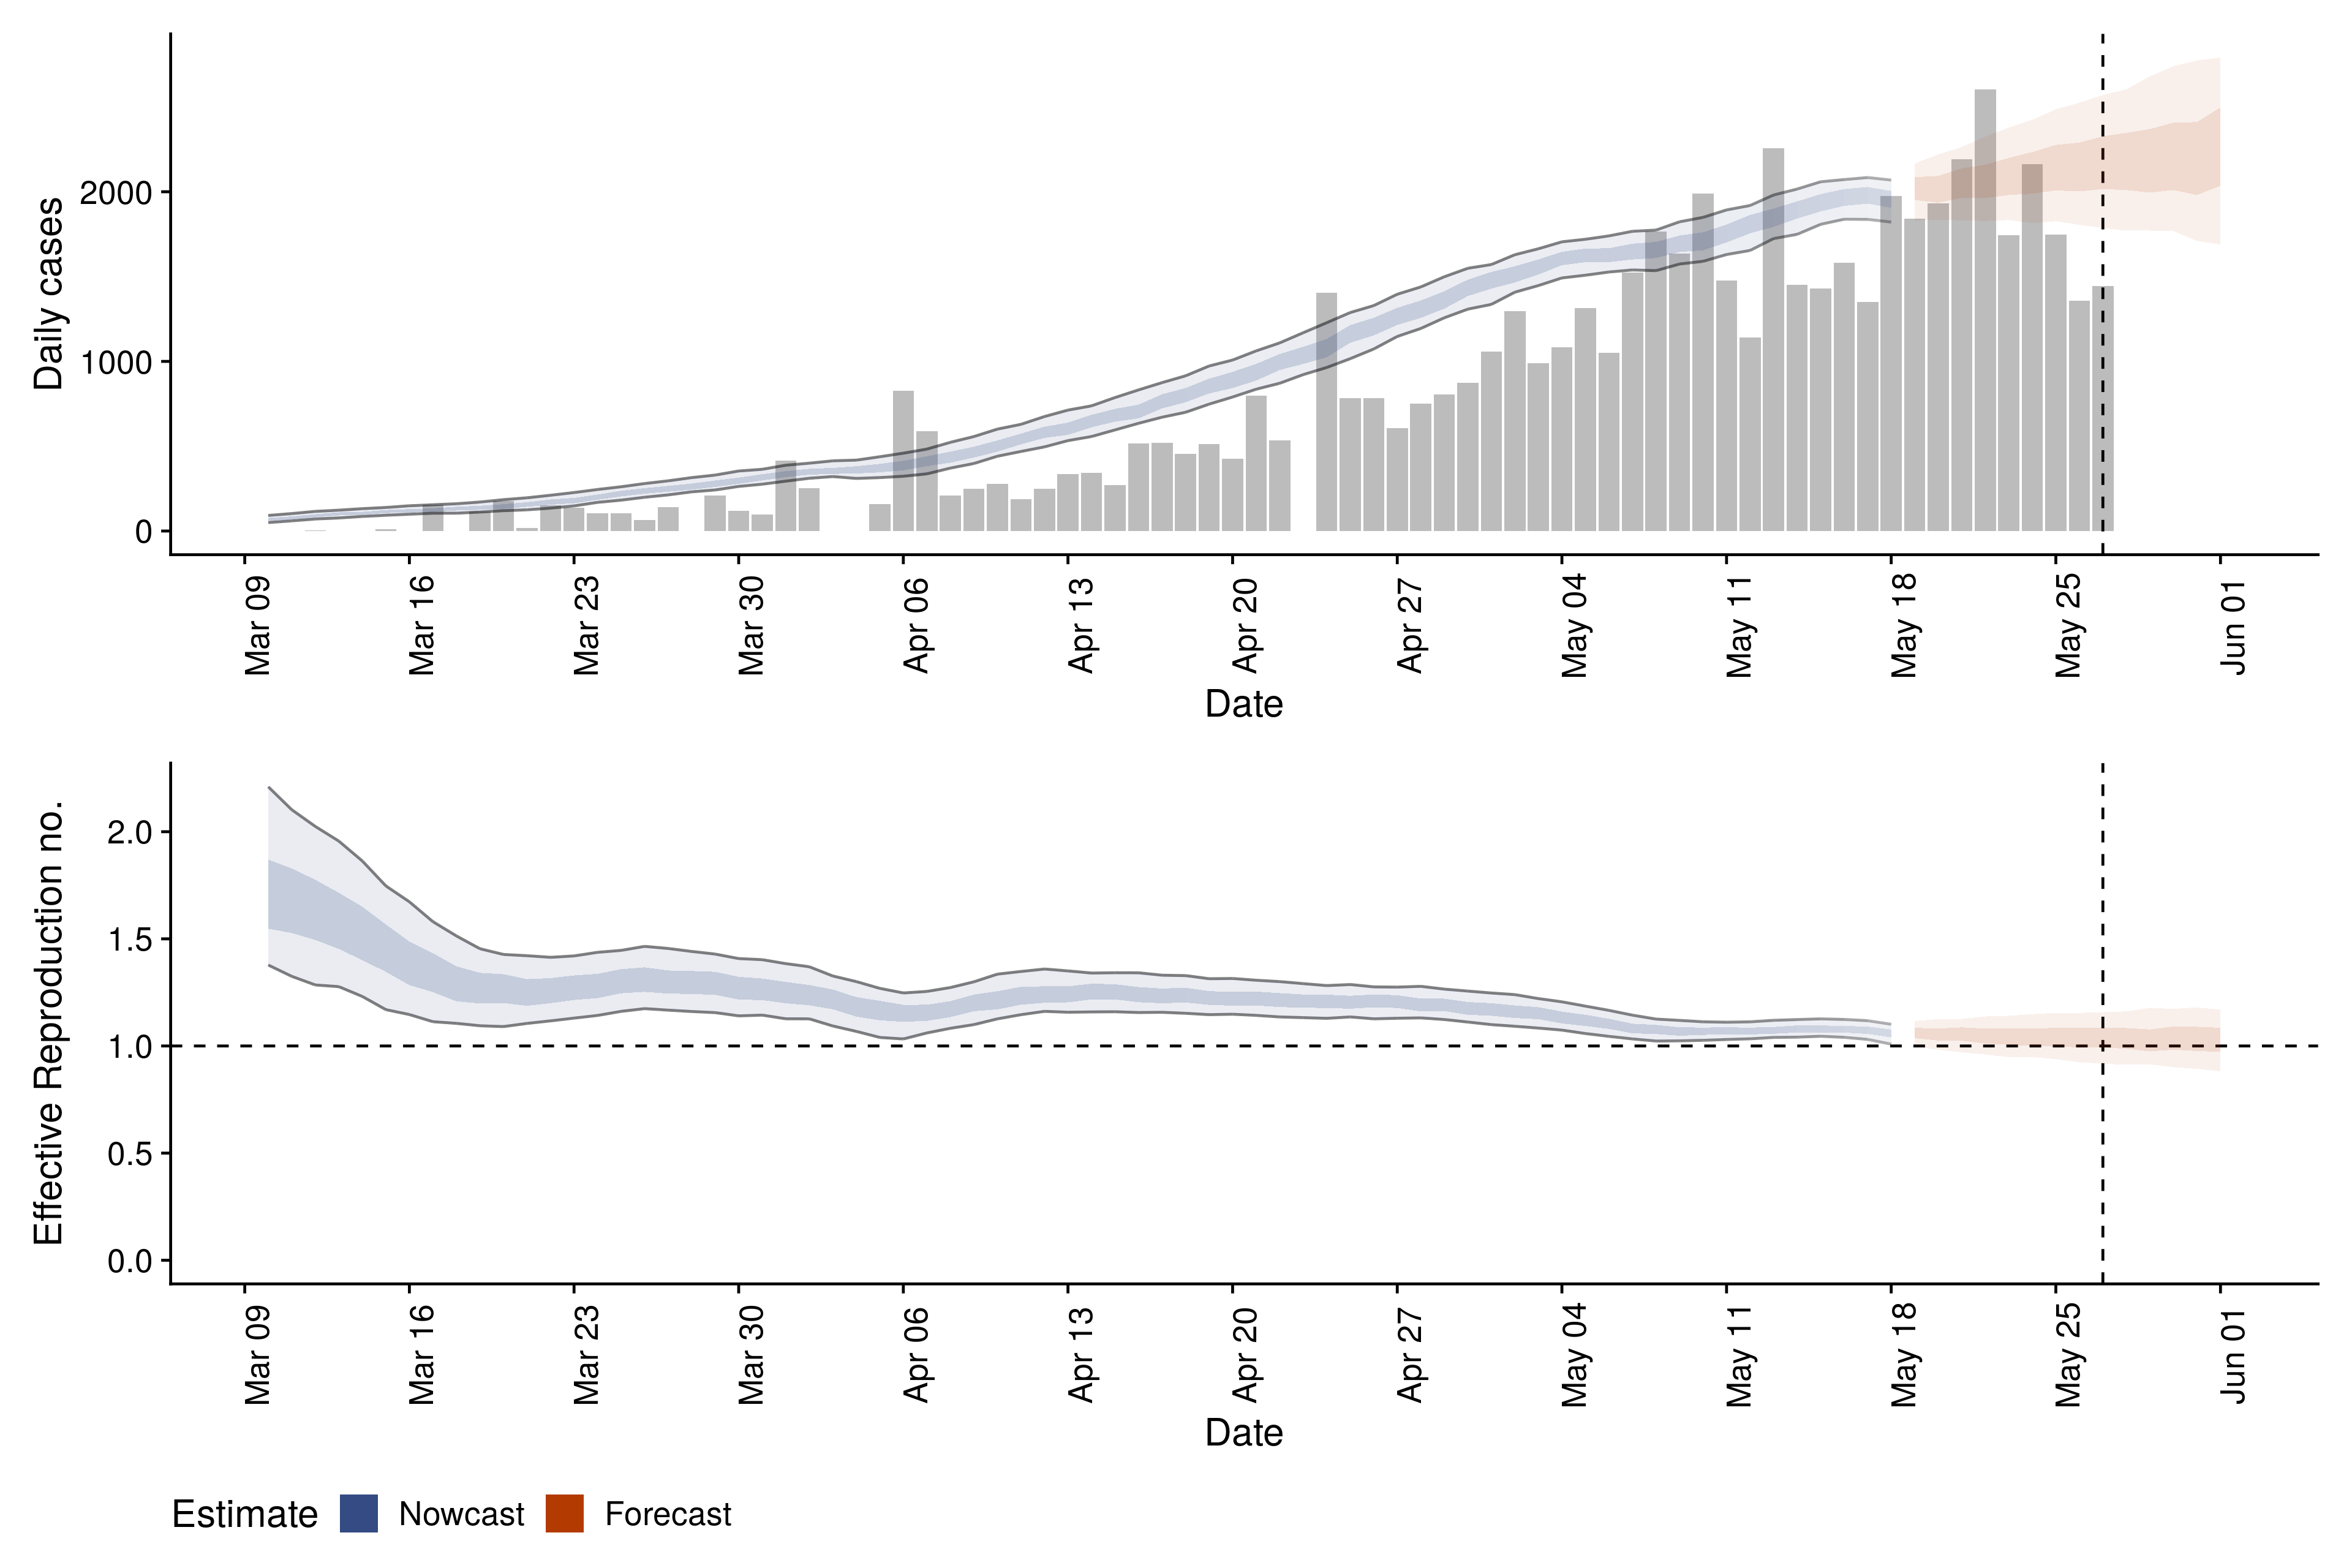 Daily cases
2000
1000
0
Mar 09
Mar 16
Mar 23
Mar 30
Apr 06
Apr 13
Apr 20
Apr 27
May 04
May 11
May 18
May 25
Jun 01
Date
Effective Reproduction no.
2.0
1.5
1.0
0.5
0.0
Mar 09
Mar 16
Mar 23
Mar 30
Apr 06
Apr 13
Apr 20
Apr 27
May 04
May 11
May 18
May 25
Jun 01
Date
Estimate Nowcast Forecast